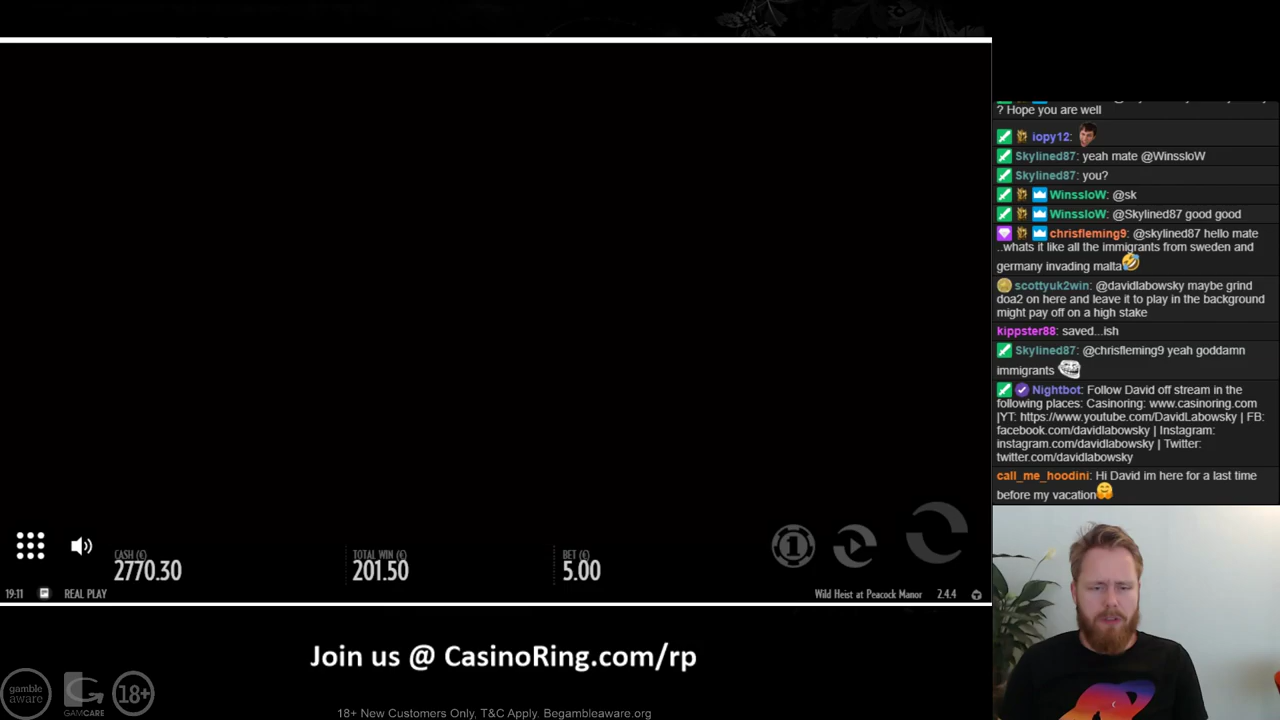 ? Hope you are well
iopy12:
Skylined87: yeah mate @WinssloW
Skylined87: you?
WinssloW: @sk
WinssloW: @Skylined87 good good
chrisfleming9: @skylined87 hello mate
..whats it like all the immigrants from sweden and
germany invading malta
scottyuk2win: @davidlabowsky maybe grind
doa2 on here and leave it to play in the background
might pay off on a high stake
kippster88: saved...ish
Skylined87: @chrisfleming9 yeah goddamn
immigrants
Nightbot: Follow David off stream in the
following places: Casinoring: www.casinoring.com
|YT: https://www.youtube.com/DavidLabowsky | FB:
facebook.com/davidlabowsky | Instagram:
instagram.com/davidlabowsky | Twitter:
twitter.com/davidlabowsky
call_me_hoodini: Hi David im here for a last time
before my vacation
CASH (€)
2770.30
TOTAL WIN (€)
201.50
BET (€)
5.00
1
19:11
REAL PLAY
Wild Heist at Peacock Manor
2.4.4
Join us @ CasinoRing.com/rp
gamble
aware
GAMCARE
18+
18+ New Customers Only, T&C Apply. Begambleaware.org